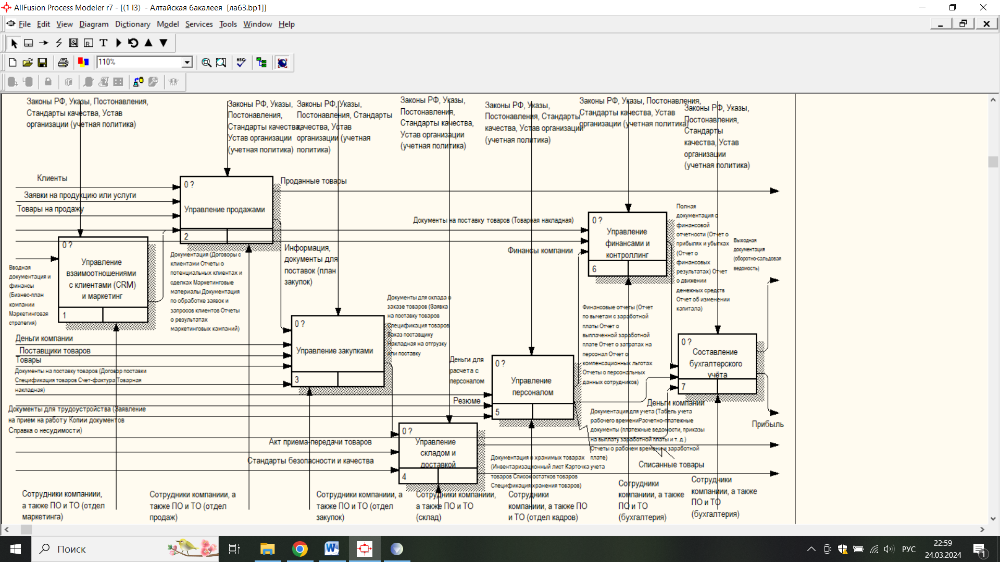 AllFusion Process Modeler r7 - [(1 I3)  - Алтайская бакалеея  [лаб3.bp1]]
File Edit View Diagram Dictionary Model Services Tools Window Help
110%
Законы РФ, Указы, Постонавления,
Стандарты качества, Устав
организации (учетная политика)
Законы РФ, Указы,
Постонавления,
Стандарты качества,
Устав организации
(учетная политика)
Законы РФ, Указы,
Постонавления, Стандарты
качества, Устав
организации (учетная
политика)
Законы РФ, Указы,
Постонавления,
Стандарты качества,
Устав организации
(учетная политика)
Законы РФ, Указы,
Постонавления, Стандарты
качества, Устав организации
(учетная политика)
Законы РФ, Указы, Постонавления,
Стандарты качества, Устав
организации (учетная политика)
Законы РФ, Указы,
Постонавления,
Стандарты
качества, Устав
организации
(учетная политика)
Клиенты
Заявки на продукцию или услуги
Товары на продажу
0 ?
Управление продажами
2
Проданные товары
Документы на поставку товаров (Товарная накладная)
Финансы компании
0 ?
Управление
финансами и
контроллинг
6
Полная
документация о
финансовой
отчетности (Отчет о
прибылях и убытках
(Отчет о
финансовых
результатах) Отчет
о движении
денежных средств
Отчет об изменении
капитала)
Выходная
документация
(оборотно-сальдовая
ведомость)
0 ?
Управление
взаимоотношениями
с клиентами (CRM)
и маркетинг
1
Вводная
документация и
финансы
(Бизнес-план
компании
Маркетинговая
стратегия)
Документация (Договоры с
клиентами Отчеты о
потенциальных клиентах и
сделках Маркетинговые
материалы Документация
по обработке заявок и
запросов клиентов Отчеты
о результатах
маркетинговых кампаний)
Информация,
документы для
поставок (план
закупок)
Документы для склада о
заказе товаров (Заявка
на поставку товаров
Спецификация товаров
Заказ поставщику
Накладная на отгрузку
или поставку
Финансовые отчеты (Отчет
по вычетам с заработной
платы Отчет о
выплаченной заработной
плате Отчет о затратах на
персонал Отчет о
компенсационных льготах
Отчеты о персональных
данных сотрудников)
0 ?
Управление закупками
3
Деньги компании
Поставщики товаров
Товары
Документы на поставку товаров (Договор поставки
Спецификация товаров Счет-фактура Товарная
накладная)
Деньги для
расчета с
персоналом
Резюме
0 ?
Управление
персоналом
5
0 ?
Составление
бухгалтерского
учёта
7
Деньги компании
Документация для учета (Табель учета
рабочего времениРасчетно-платежные
документы (платежные ведомости, приказы
на выплату заработной платы и т. д.)
Отчеты о рабочем времени и заработной
плате)
Прибыль
Документы для трудоустройства (Заявление
на прием на работу Копии документов
Справка о несудимости)
Акт приема-передачи товаров
Стандарты безопасности и качества
0 ?
Управление
складом и
доставкой
4
Документация о хранимых товарах
(Инвентаризационный лист Карточка учета
товаров Список остатков товаров
Спецификация хранения товаров)
Списанные товары
Сотрудники компаниии,
а также ПО и ТО (отдел
маркетинга)
Сотрудники компаниии, а
также ПО и ТО (отдел
продаж)
Сотрудники компаниии, а
также ПО и ТО (отдел
закупок)
Сотрудники компаниии,
а также ПО и ТО
(склад)
Сотрудники
компаниии, а также ПО
и ТО (отдел кадров)
Сотрудники
компаниии, а также
ПО и ТО
(бухгалтерия)
Сотрудники
компаниии, а также
ПО и ТО
(бухгалтерия)
Поиск
РУС
22:59
24.03.2024
1